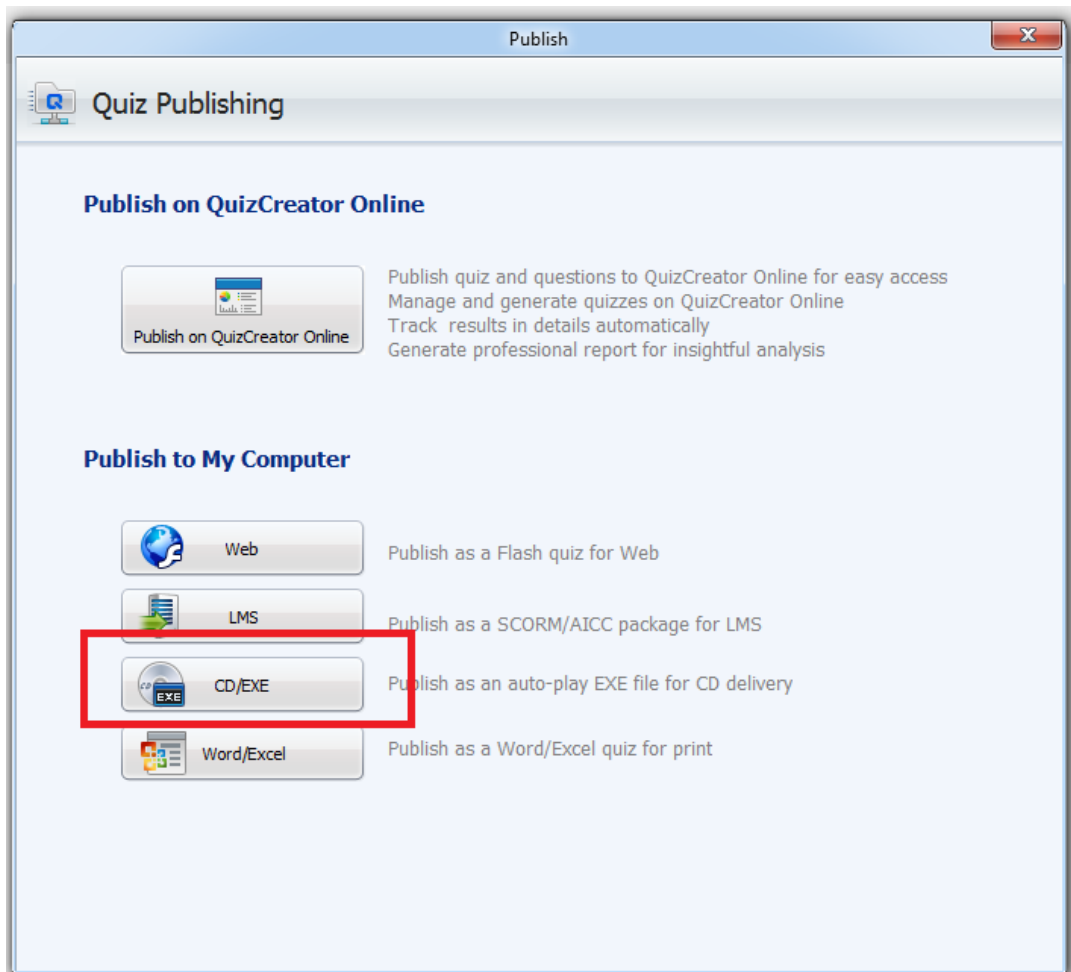 Publish
Quiz Publishing
Publish on QuizCreator Online
Publish on QuizCreator Online
Publish quiz and questions to QuizCreator Online for easy access
Manage and generate quizzes on QuizCreator Online
Track results in details automatically
Generate professional report for insightful analysis
Publish to My Computer
Web
Publish as a Flash quiz for Web
LMS
Publish as a SCORM/AICC package for LMS
CD/EXE
Publish as an auto-play EXE file for CD delivery
Word/Excel
Publish as a Word/Excel quiz for print